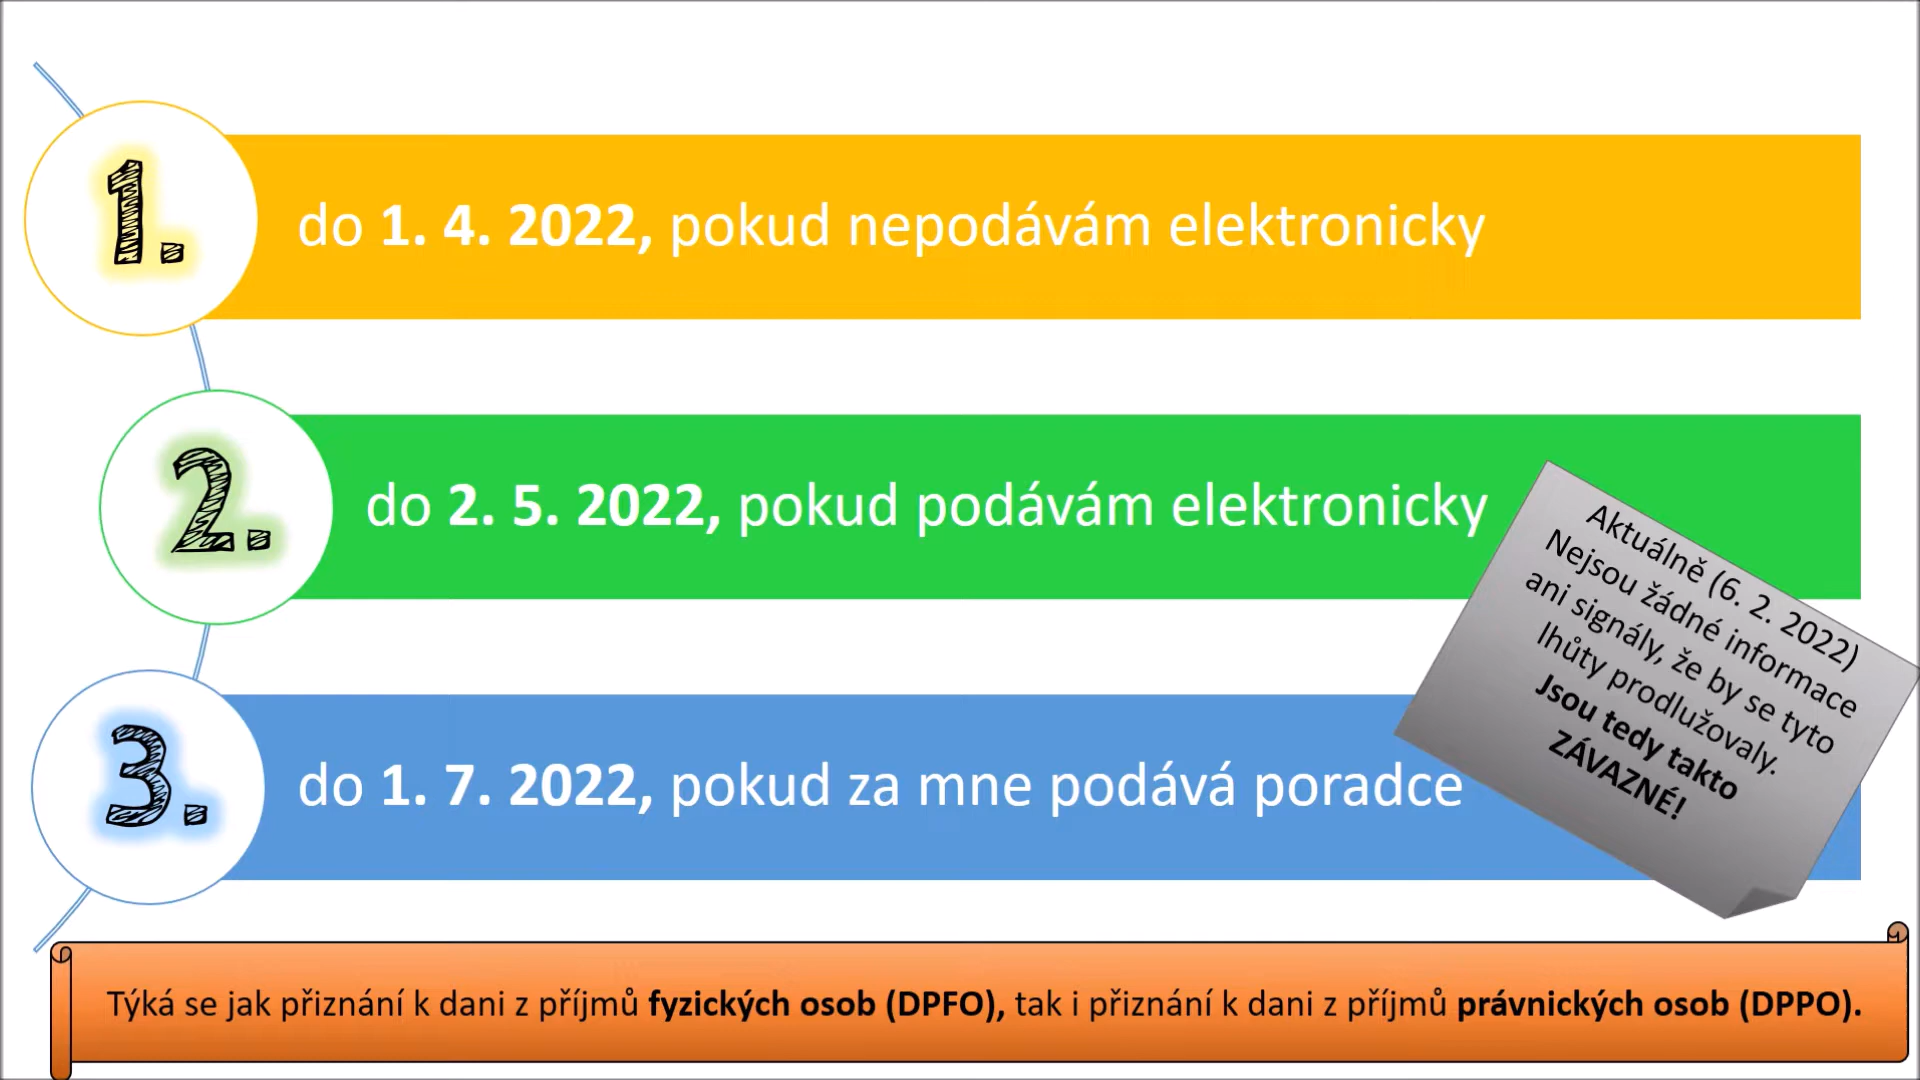 1.
do 1. 4. 2022, pokud nepodávám elektronicky
2.
do 2. 5. 2022, pokud podávám elektronicky
3.
do 1. 7. 2022, pokud za mne podává poradce
Aktuálně (6. 2. 2022)
Nejsou žádné informace
ani signály, že by se tyto
lhůty prodlužovaly.
Jsou tedy takto
ZÁVAZNÉ!
Týká se jak přiznání k dani z příjmů fyzických osob (DPFO), tak i přiznání k dani z příjmů právnických osob (DPPO).